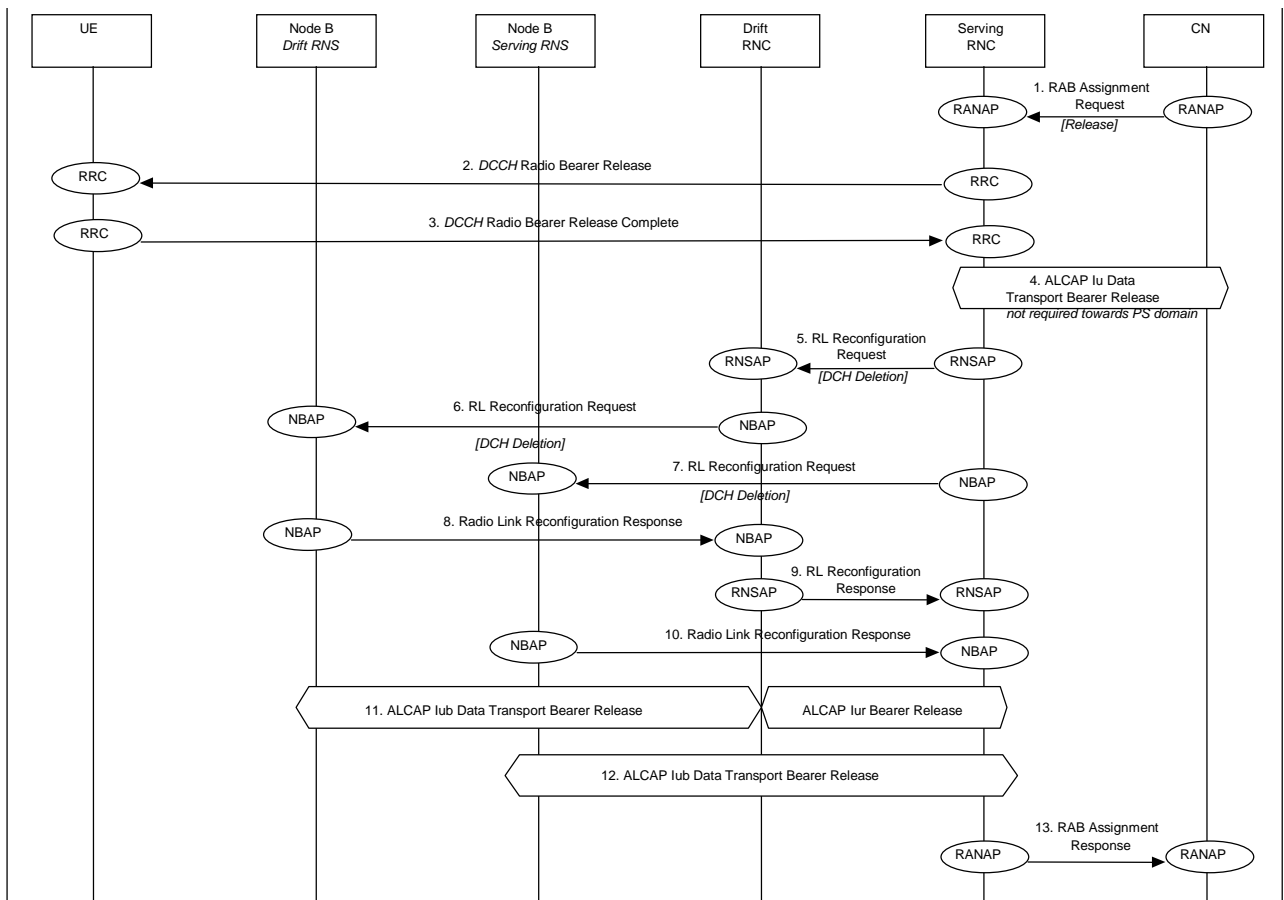 UE
Node B
Drift RNS
Node B
Serving RNS
Drift
RNC
Serving
RNC
CN
1. RAB Assignment
Request
[Release]
RANAP
RANAP
2. DCCH Radio Bearer Release
RRC
RRC
3. DCCH Radio Bearer Release Complete
RRC
RRC
4. ALCAP Iu Data
Transport Bearer Release
not required towards PS domain
5. RL Reconfiguration
Request
[DCH Deletion]
RNSAP
RNSAP
6. RL Reconfiguration Request
[DCH Deletion]
NBAP
NBAP
7. RL Reconfiguration Request
[DCH Deletion]
NBAP
NBAP
8. Radio Link Reconfiguration Response
NBAP
NBAP
9. RL Reconfiguration
Response
RNSAP
RNSAP
10. Radio Link Reconfiguration Response
NBAP
NBAP
11. ALCAP Iub Data Transport Bearer Release
ALCAP Iur Bearer Release
12. ALCAP Iub Data Transport Bearer Release
13. RAB Assignment
Response
RANAP
RANAP